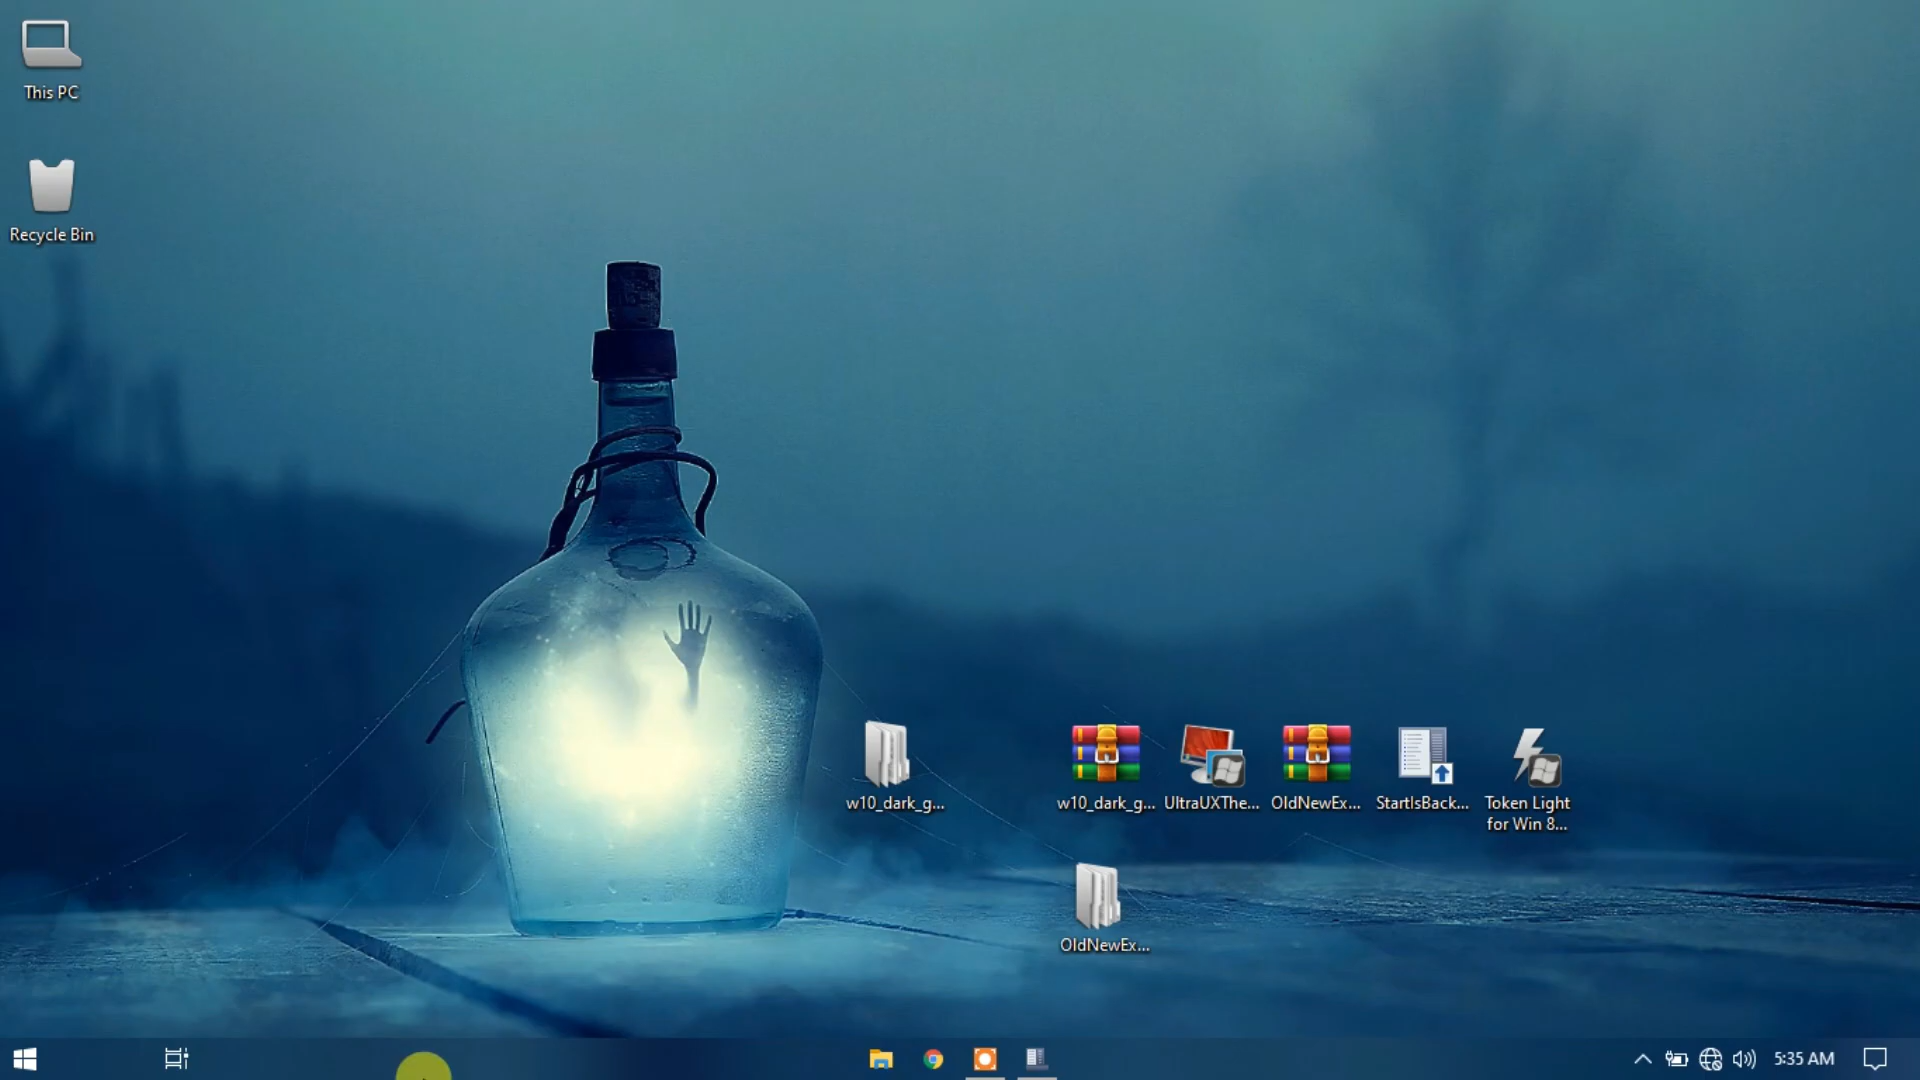 This PC
Recycle Bin
w10_dark_g...
w10_dark_g...
UltraUXThe...
OldNewEx...
StartIsBack...
Token Light
for Win 8...
OldNewEx...
5:35 AM